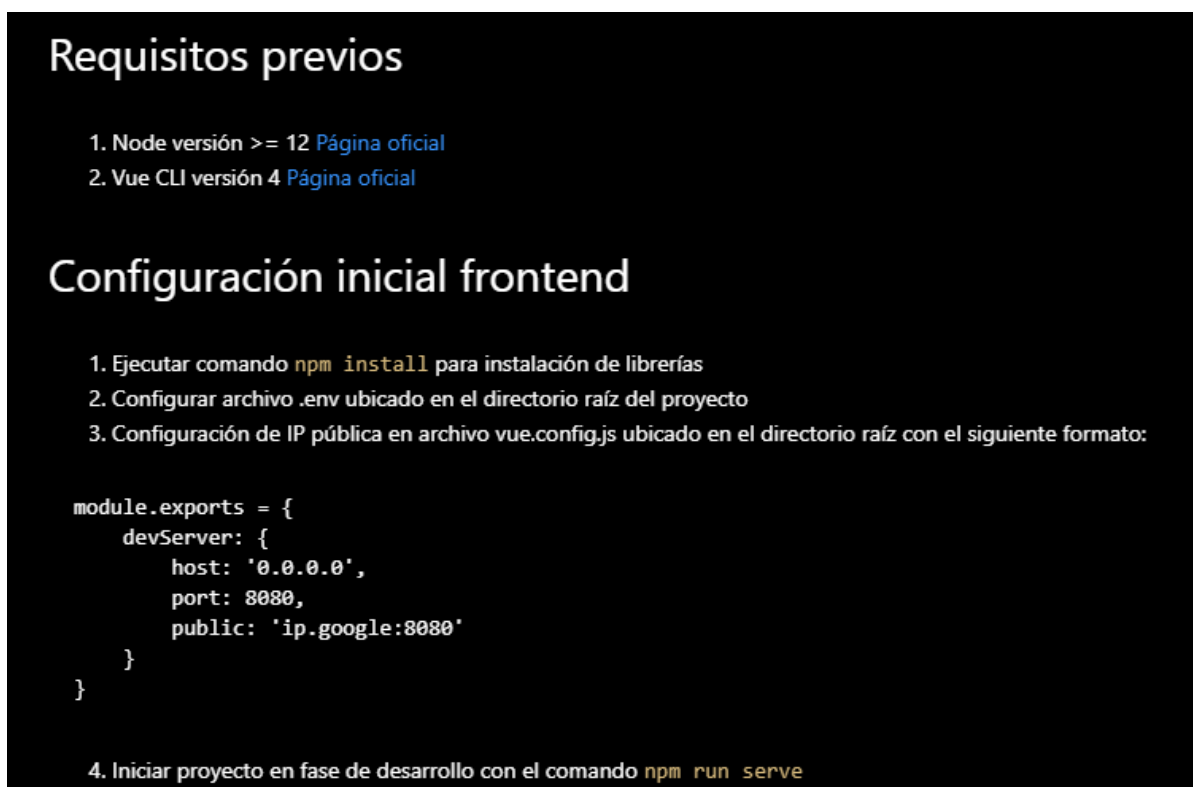 Requisitos previos
1. Node versión >= 12 Página oficial
2. Vue CLI versión 4 Página oficial
Configuración inicial frontend
1. Ejecutar comando npm install para instalación de librerías
2. Configurar archivo .env ubicado en el directorio raíz del proyecto
3. Configuración de IP pública en archivo vue.config.js ubicado en el directorio raíz con el siguiente formato:
module.exports = {
    devServer: {
        host: '0.0.0.0',
        port: 8080,
        public: 'ip.google:8080'
    }
}
4. Iniciar proyecto en fase de desarrollo con el comando npm run serve